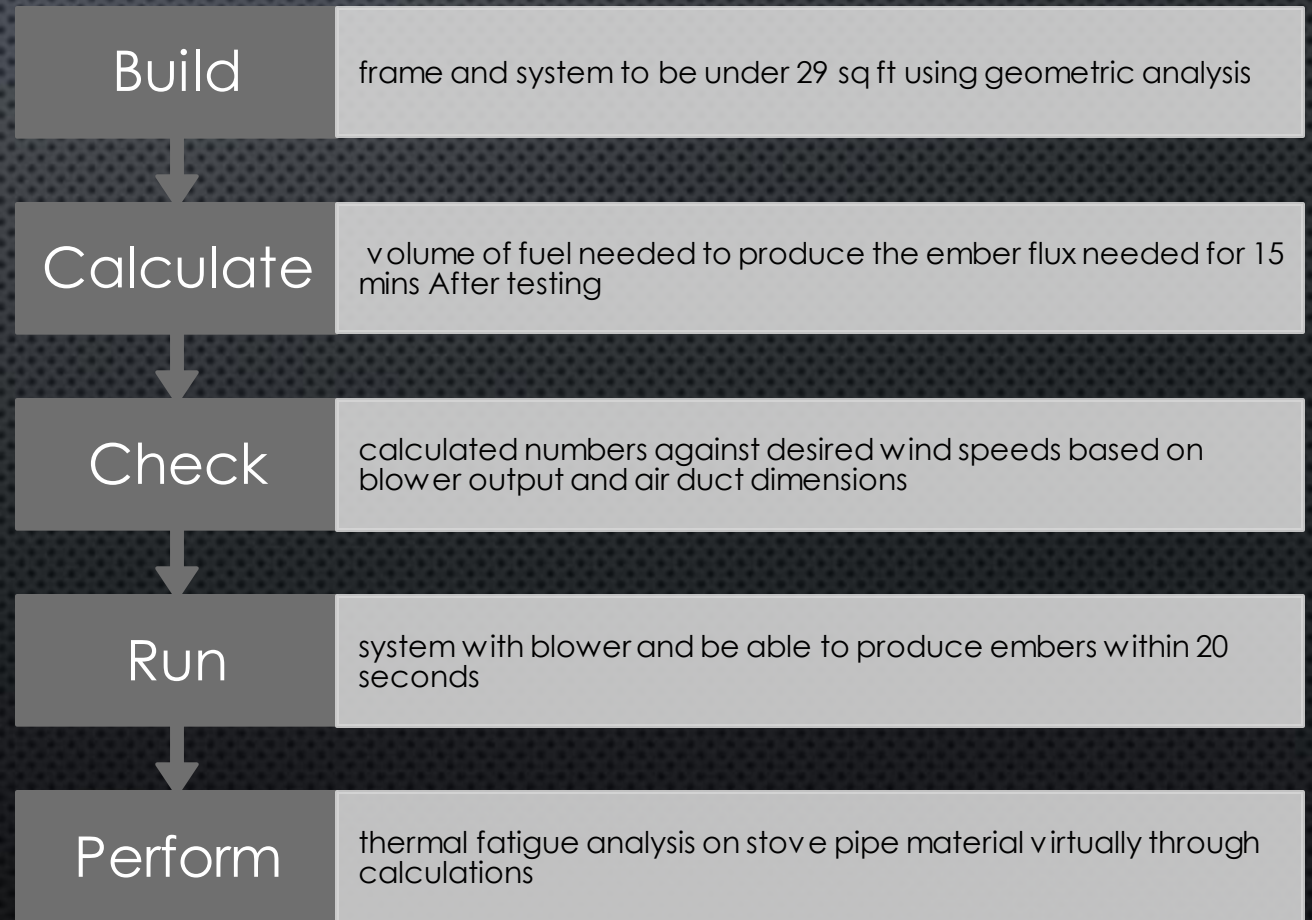 Build
frame and system to be under 29 sq ft using geometric analysis
Calculate
volume of fuel needed to produce the ember flux needed for 15
mins After testing
Check
calculated numbers against desired wind speeds based on
blower output and air duct dimensions
Run
system with blower and be able to produce embers within 20
seconds
Perform
thermal fatigue analysis on stove pipe material virtually through
calculations